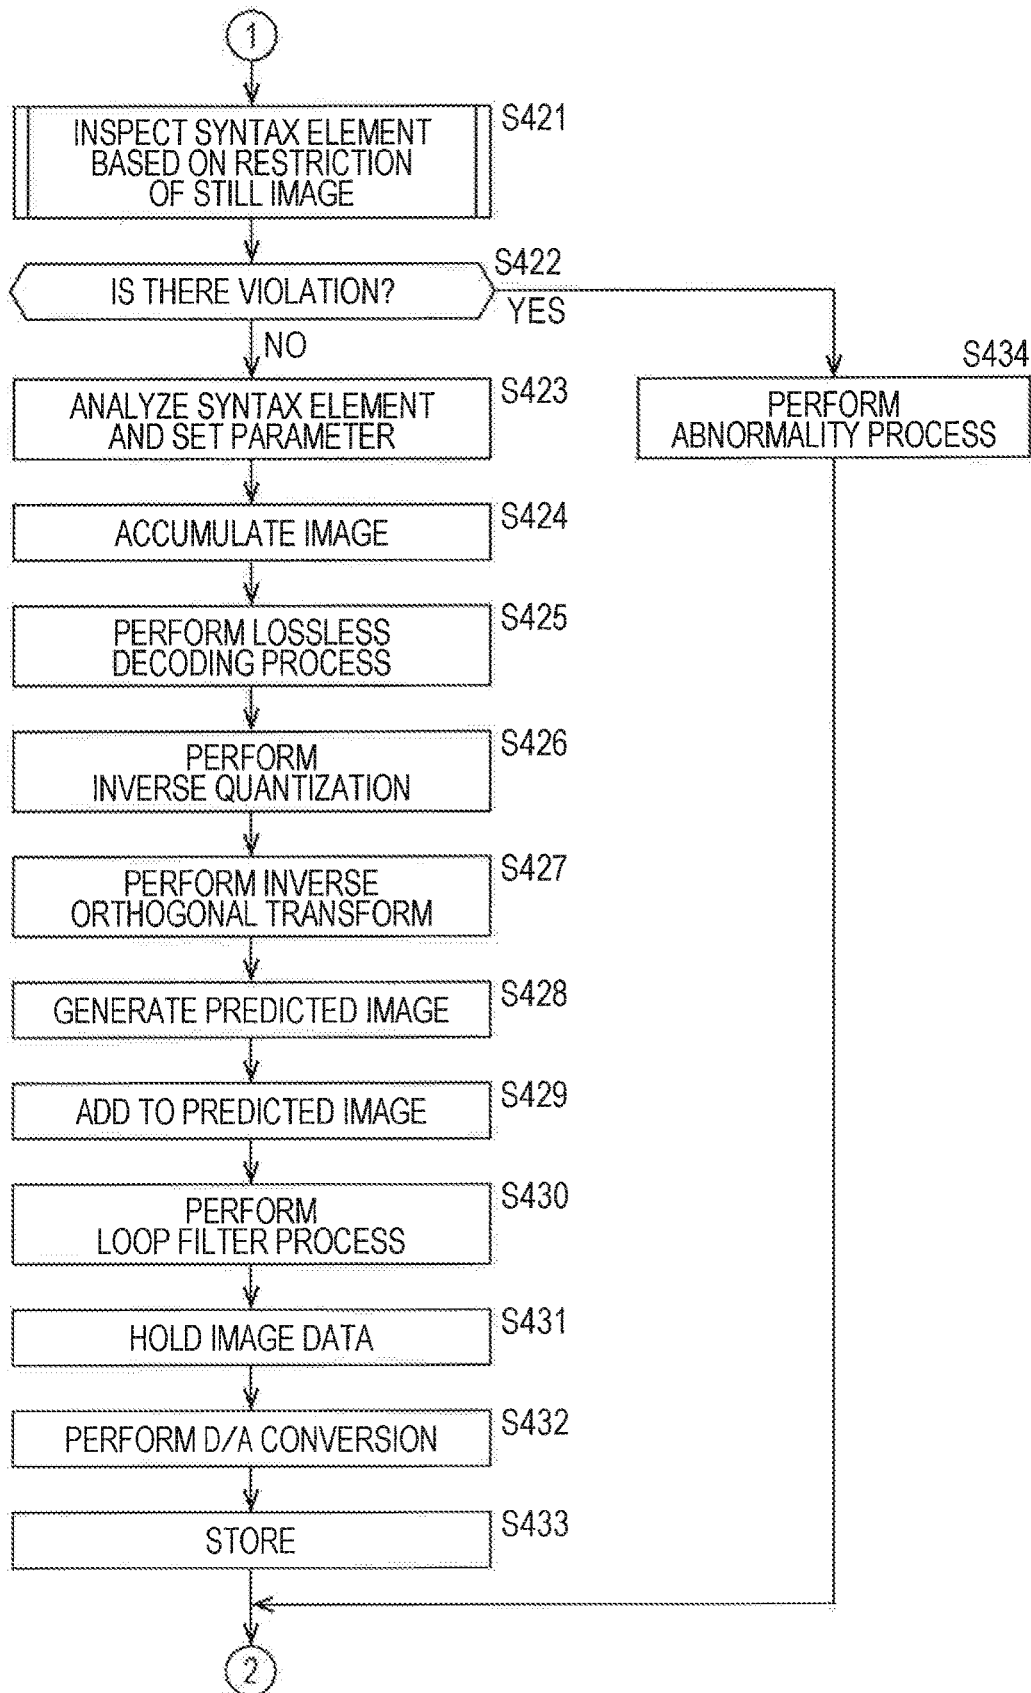 1
INSPECT SYNTAX ELEMENT
BASED ON RESTRICTION
OF STILL IMAGE
S421
IS THERE VIOLATION?
S422
YES
NO
S434
PERFORM
ABNORMALITY PROCESS
ANALYZE SYNTAX ELEMENT
AND SET PARAMETER
S423
ACCUMULATE IMAGE
S424
PERFORM LOSSLESS
DECODING PROCESS
S425
PERFORM
INVERSE QUANTIZATION
S426
PERFORM INVERSE
ORTHOGONAL TRANSFORM
S427
GENERATE PREDICTED IMAGE
S428
ADD TO PREDICTED IMAGE
S429
PERFORM
LOOP FILTER PROCESS
S430
HOLD IMAGE DATA
S431
PERFORM D/A CONVERSION
S432
STORE
S433
2